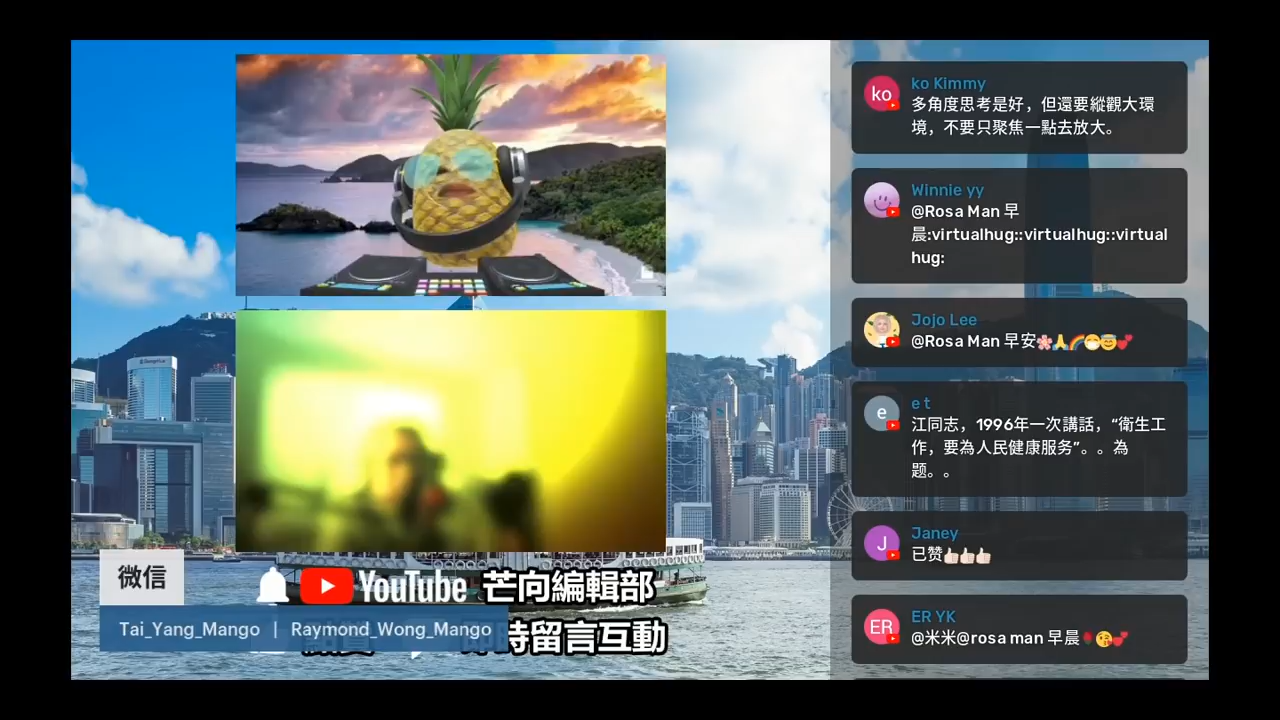 微信
Tai_Yang_Mango | Raymond_Wong_Mango
YouTube 芒向編輯部
時留言互動
ko Kimmy
多角度思考是好，但還要縱觀大環
境，不要只聚焦一點去放大。
Winnie yy
@Rosa Man 早
晨:virtualhug::virtualhug::virtual
hug:
Jojo Lee
@Rosa Man 早安🌸🙏🌈😷😇💕
e
e t
江同志，1996年一次講話，“衛生工
作，要為人民健康服务”。。為
题。。
J
Janey
已赞👍🏻👍🏻👍🏻
ER
ER YK
@米米@rosa man 早晨🌹😘💕
ko